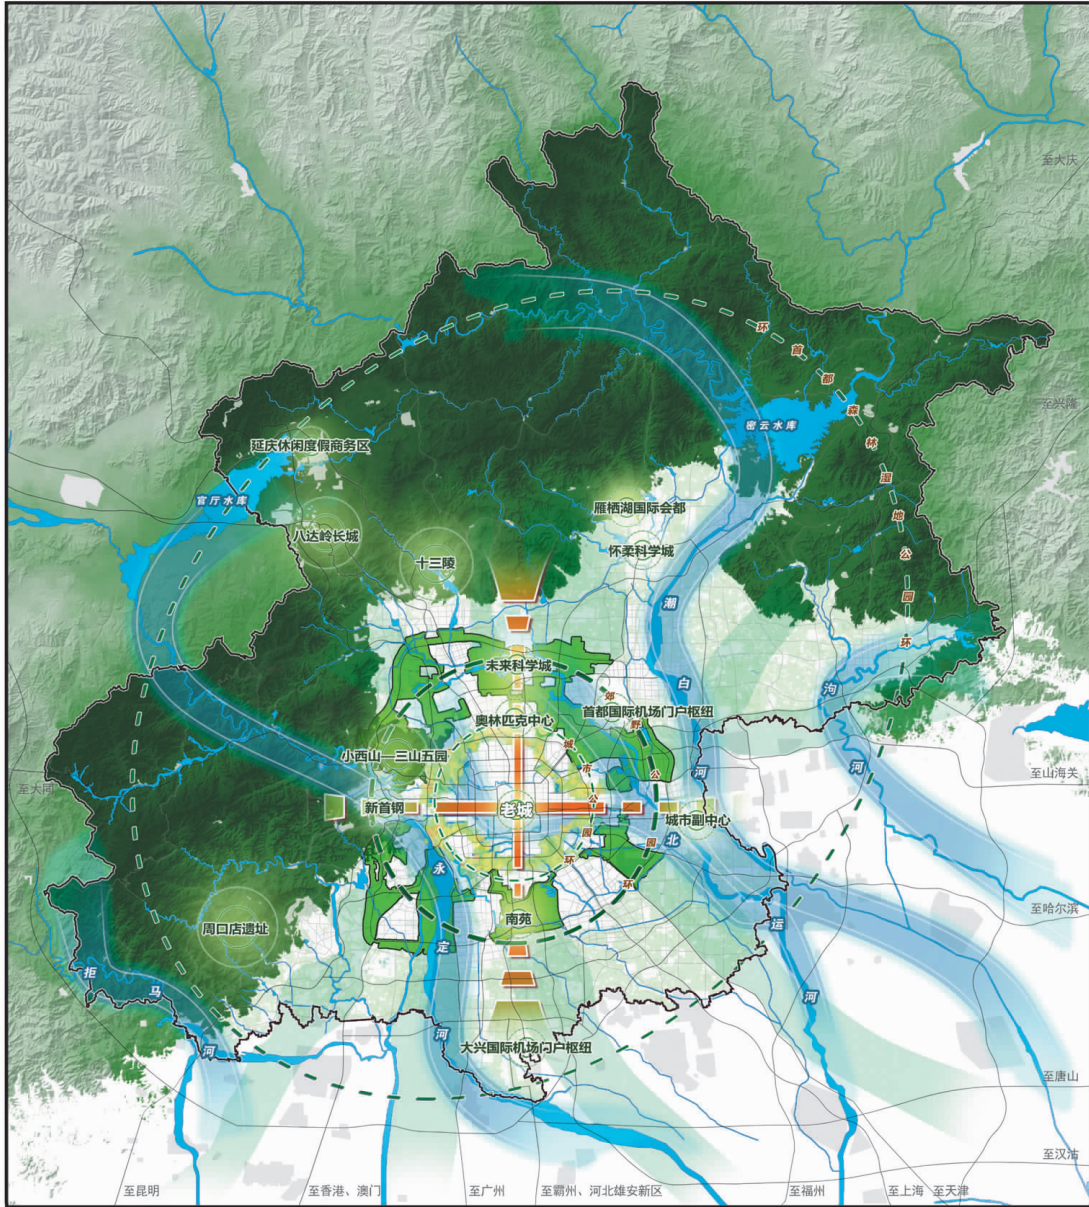 至大庆
环首都森林湿地公园环
至兴隆
密云水库
延庆休闲度假商务区
官厅水库
雁栖湖国际会都
八达岭长城
怀柔科学城
十三陵
潮白河
泃河
未来科学城
郊野公园环
首都国际机场门户枢纽
奥林匹克中心
城市公园环
小西山—三山五园
至山海关
至大同
新首钢
老城
城市副中心
北运河
永定河
至哈尔滨
南苑
周口店遗址
拒马河
大兴国际机场门户枢纽
至唐山
至汉沽
至昆明
至香港、澳门
至广州
至霸州、河北雄安新区
至福州
至上海
至天津